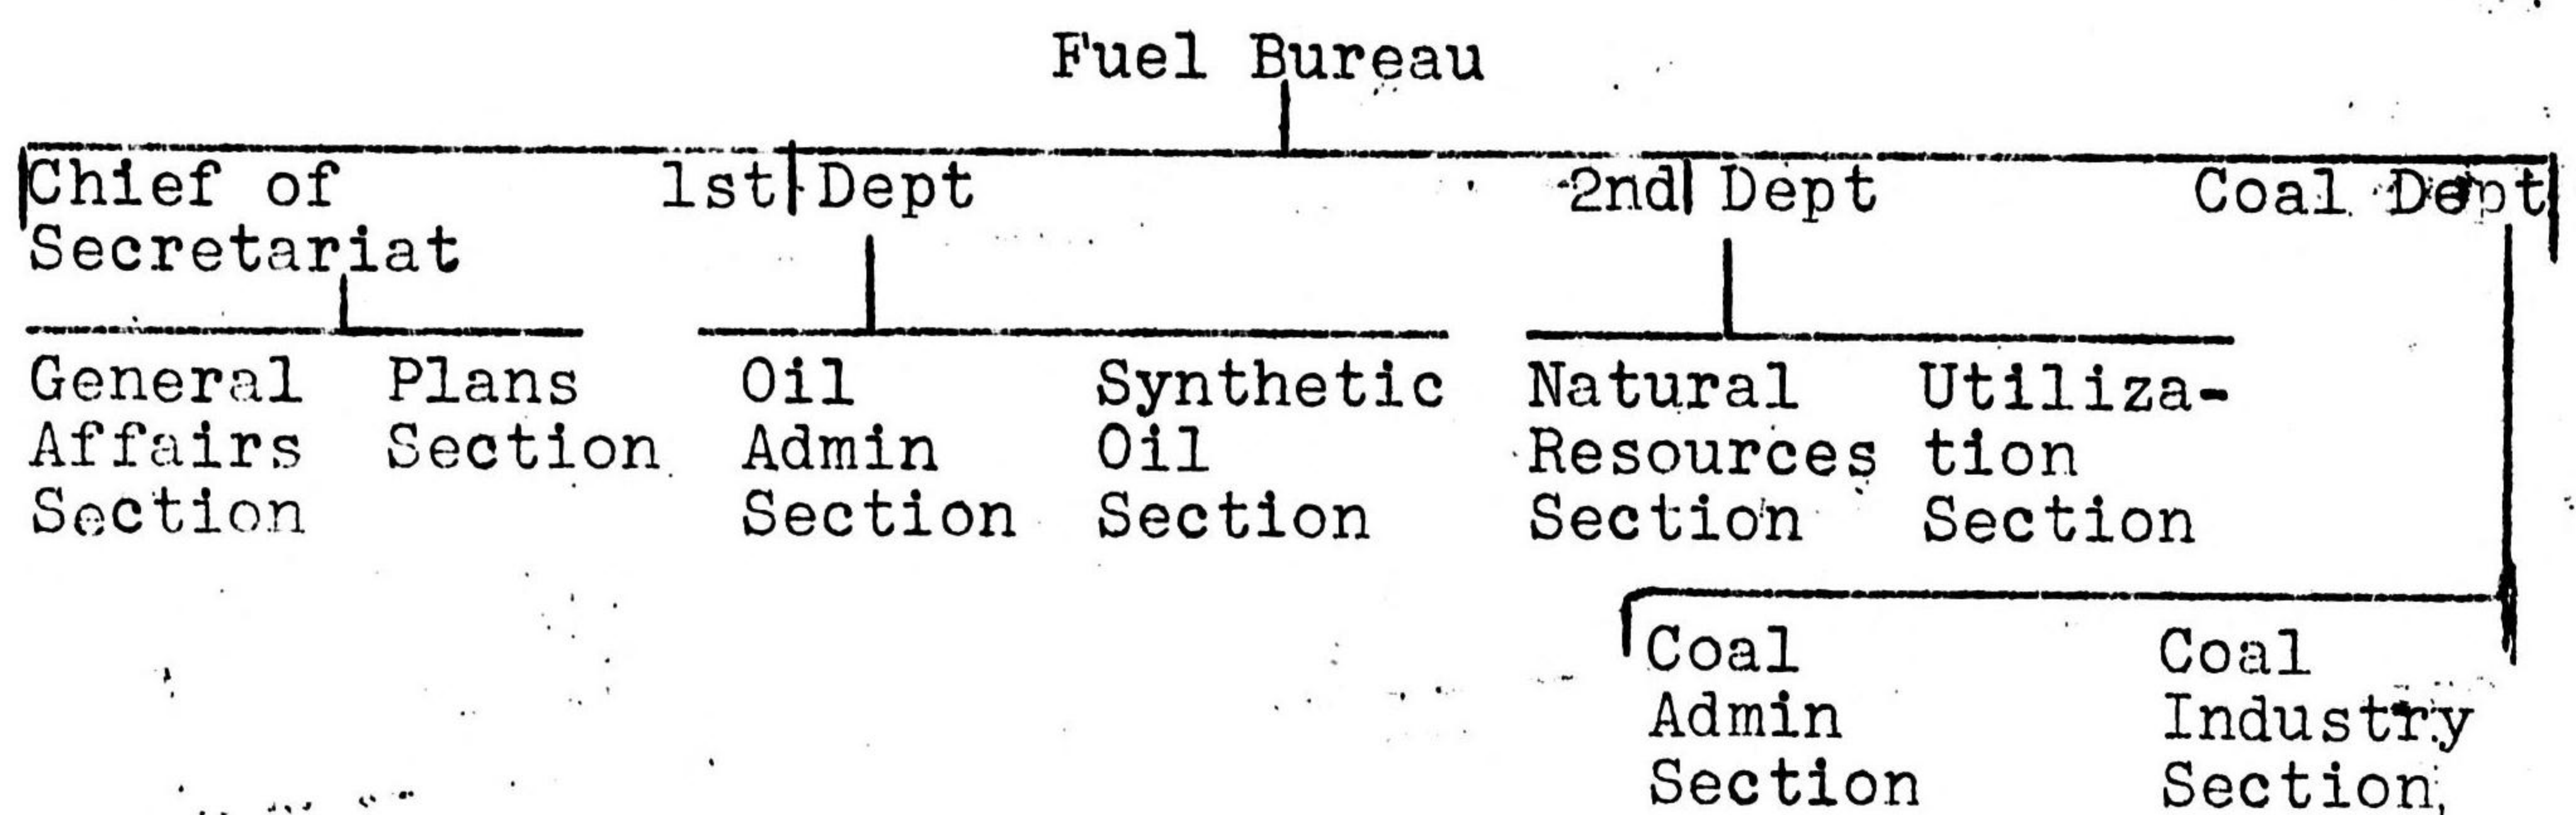 Fuel Bureau
Chief of 1st Dept 2nd Dept Coal Dept
Secretariat
General Plans Oil Synthetic Natural Utiliza-
Affairs Section Admin Oil Resources tion
Section Section Section Section Section
Coal Coal
Admin Industry
Section Section